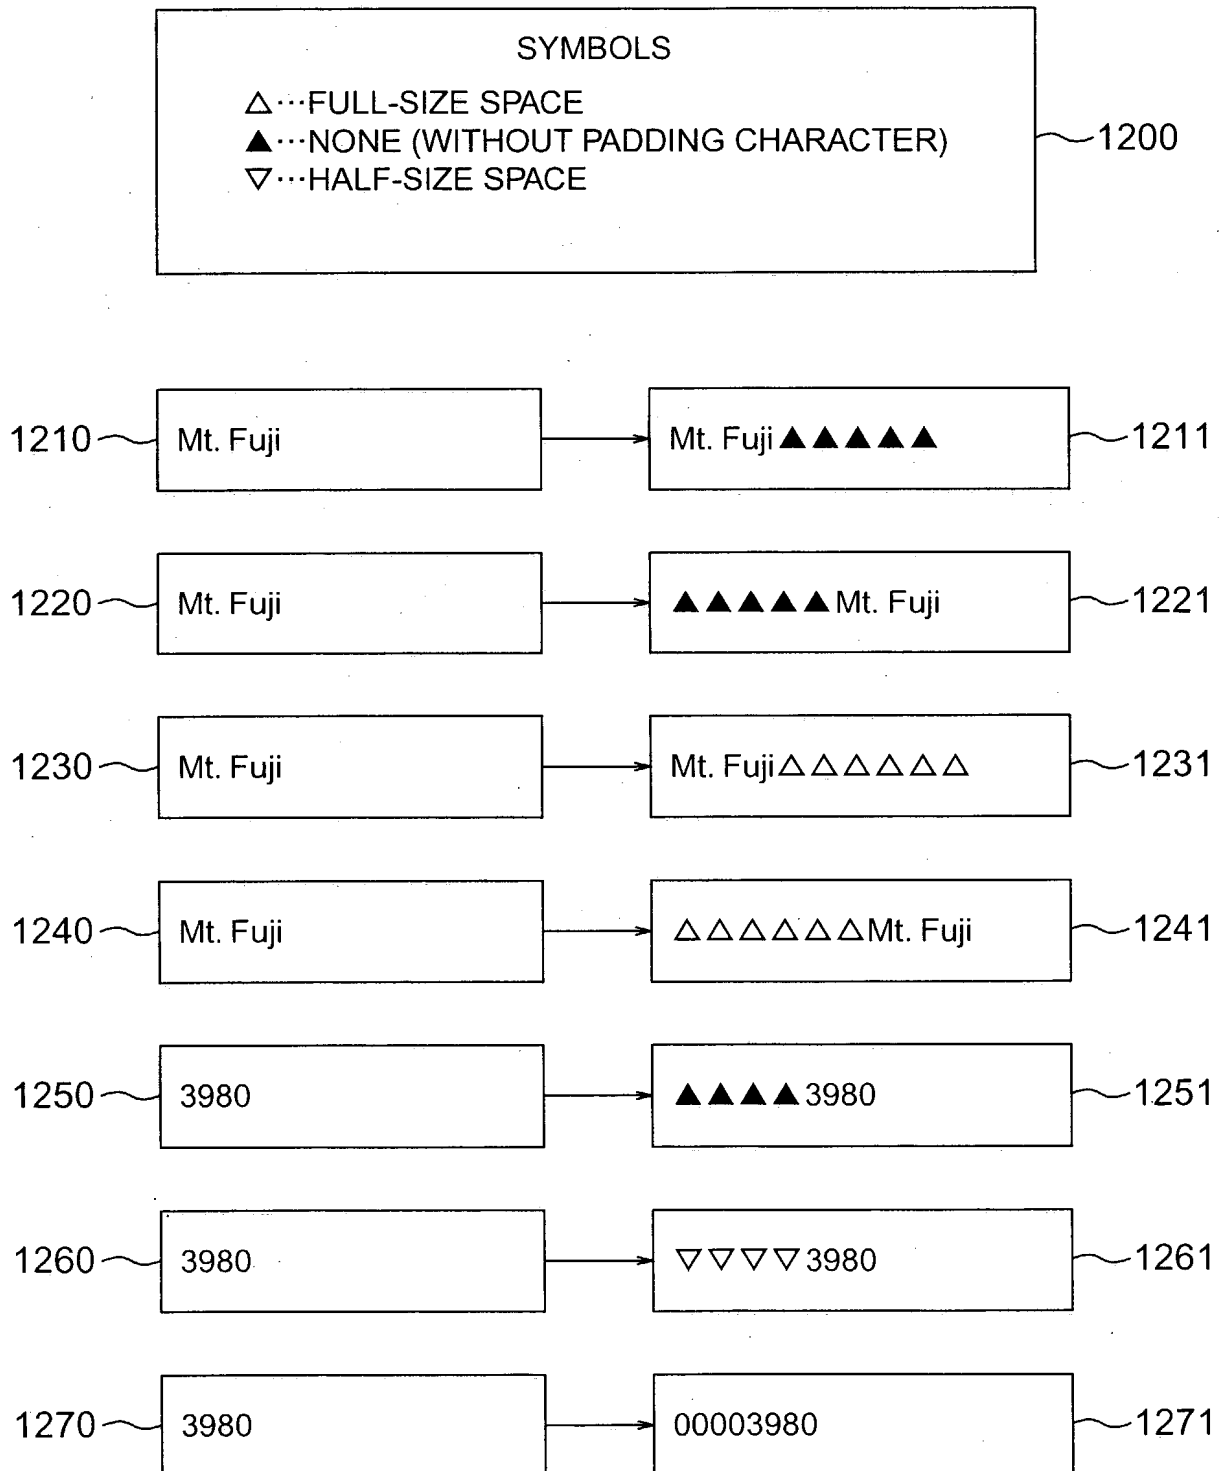 SYMBOLS
△…FULL-SIZE SPACE
▲…NONE (WITHOUT PADDING CHARACTER)
▽…HALF-SIZE SPACE
1200
1210 Mt. Fuji Mt. Fuji▲▲▲▲▲ 1211
1220 Mt. Fuji ▲▲▲▲▲Mt. Fuji 1221
1230 Mt. Fuji Mt. Fuji△△△△△△ 1231
1240 Mt. Fuji △△△△△△Mt. Fuji 1241
1250 3980 ▲▲▲▲3980 1251
1260 3980 ▽▽▽▽3980 1261
1270 3980 00003980 1271